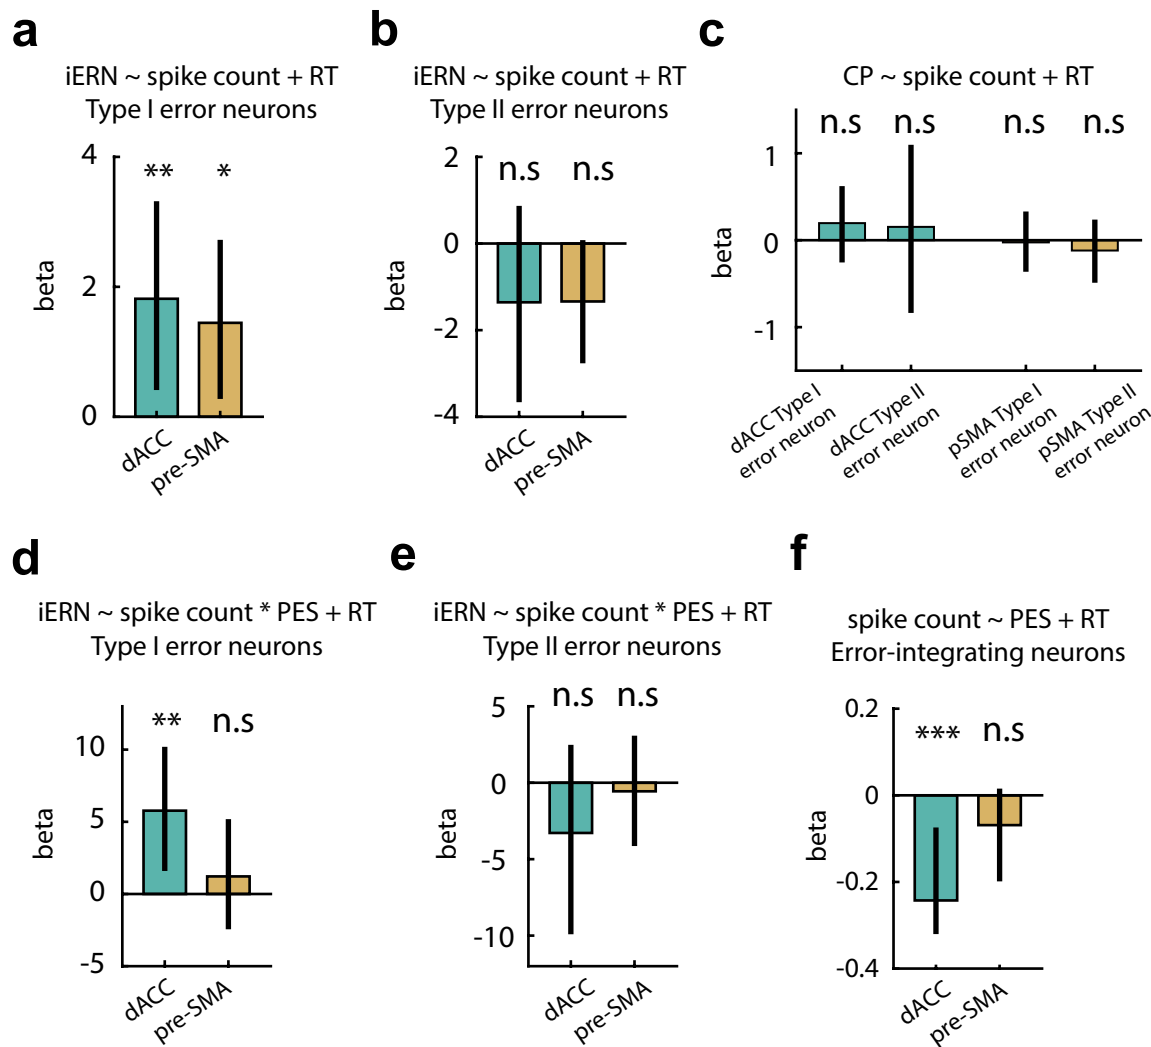 a
iERN ~ spike count + RT
Type I error neurons
4
2
0
beta
**
*
dACC
pre-SMA
b
iERN ~ spike count + RT
Type II error neurons
2
0
-2
-4
beta
n.s
n.s
dACC
pre-SMA
c
CP ~ spike count + RT
1
0
-1
beta
n.s
n.s
n.s
n.s
dACC Type I
error neuron
dACC Type II
error neuron
pSMA Type I
error neuron
pSMA Type II
error neuron
d
iERN ~ spike count * PES + RT
Type I error neurons
10
5
0
-5
beta
**
n.s
dACC
pre-SMA
e
iERN ~ spike count * PES + RT
Type II error neurons
5
0
-5
-10
beta
n.s
n.s
dACC
pre-SMA
f
spike count ~ PES + RT
Error-integrating neurons
0.2
0
-0.2
-0.4
beta
***
n.s
dACC
pre-SMA